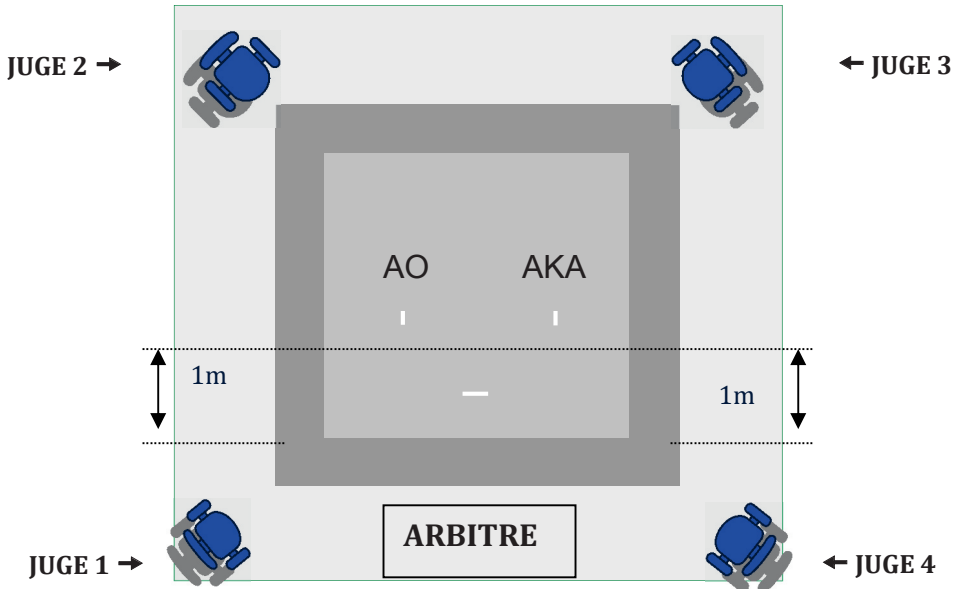 JUGE 2
JUGE 3
AO
AKA
1m
1m
ARBITRE
JUGE 1
JUGE 4